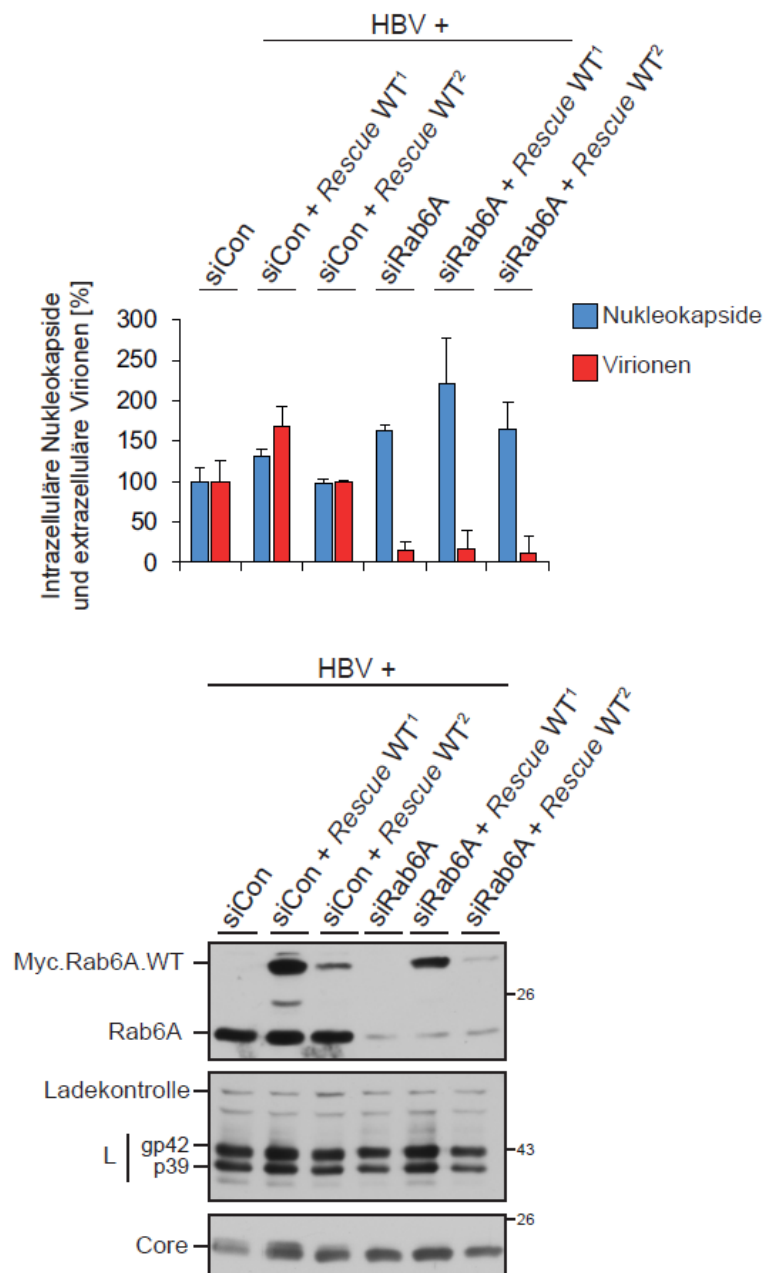 HBV +
siCon
siCon + Rescue WT¹
siCon + Rescue WT²
siRab6A
siRab6A + Rescue WT¹
siRab6A + Rescue WT²
Intrazelluläre Nukleokapside
und extrazelluläre Virionen [%]
300
250
200
150
100
50
0
Nukleokapside
Virionen
HBV +
siCon
siCon + Rescue WT¹
siCon + Rescue WT²
siRab6A
siRab6A + Rescue WT¹
siRab6A + Rescue WT²
Myc.Rab6A.WT
26
Rab6A
Ladekontrolle
L
gp42
43
p39
26
Core